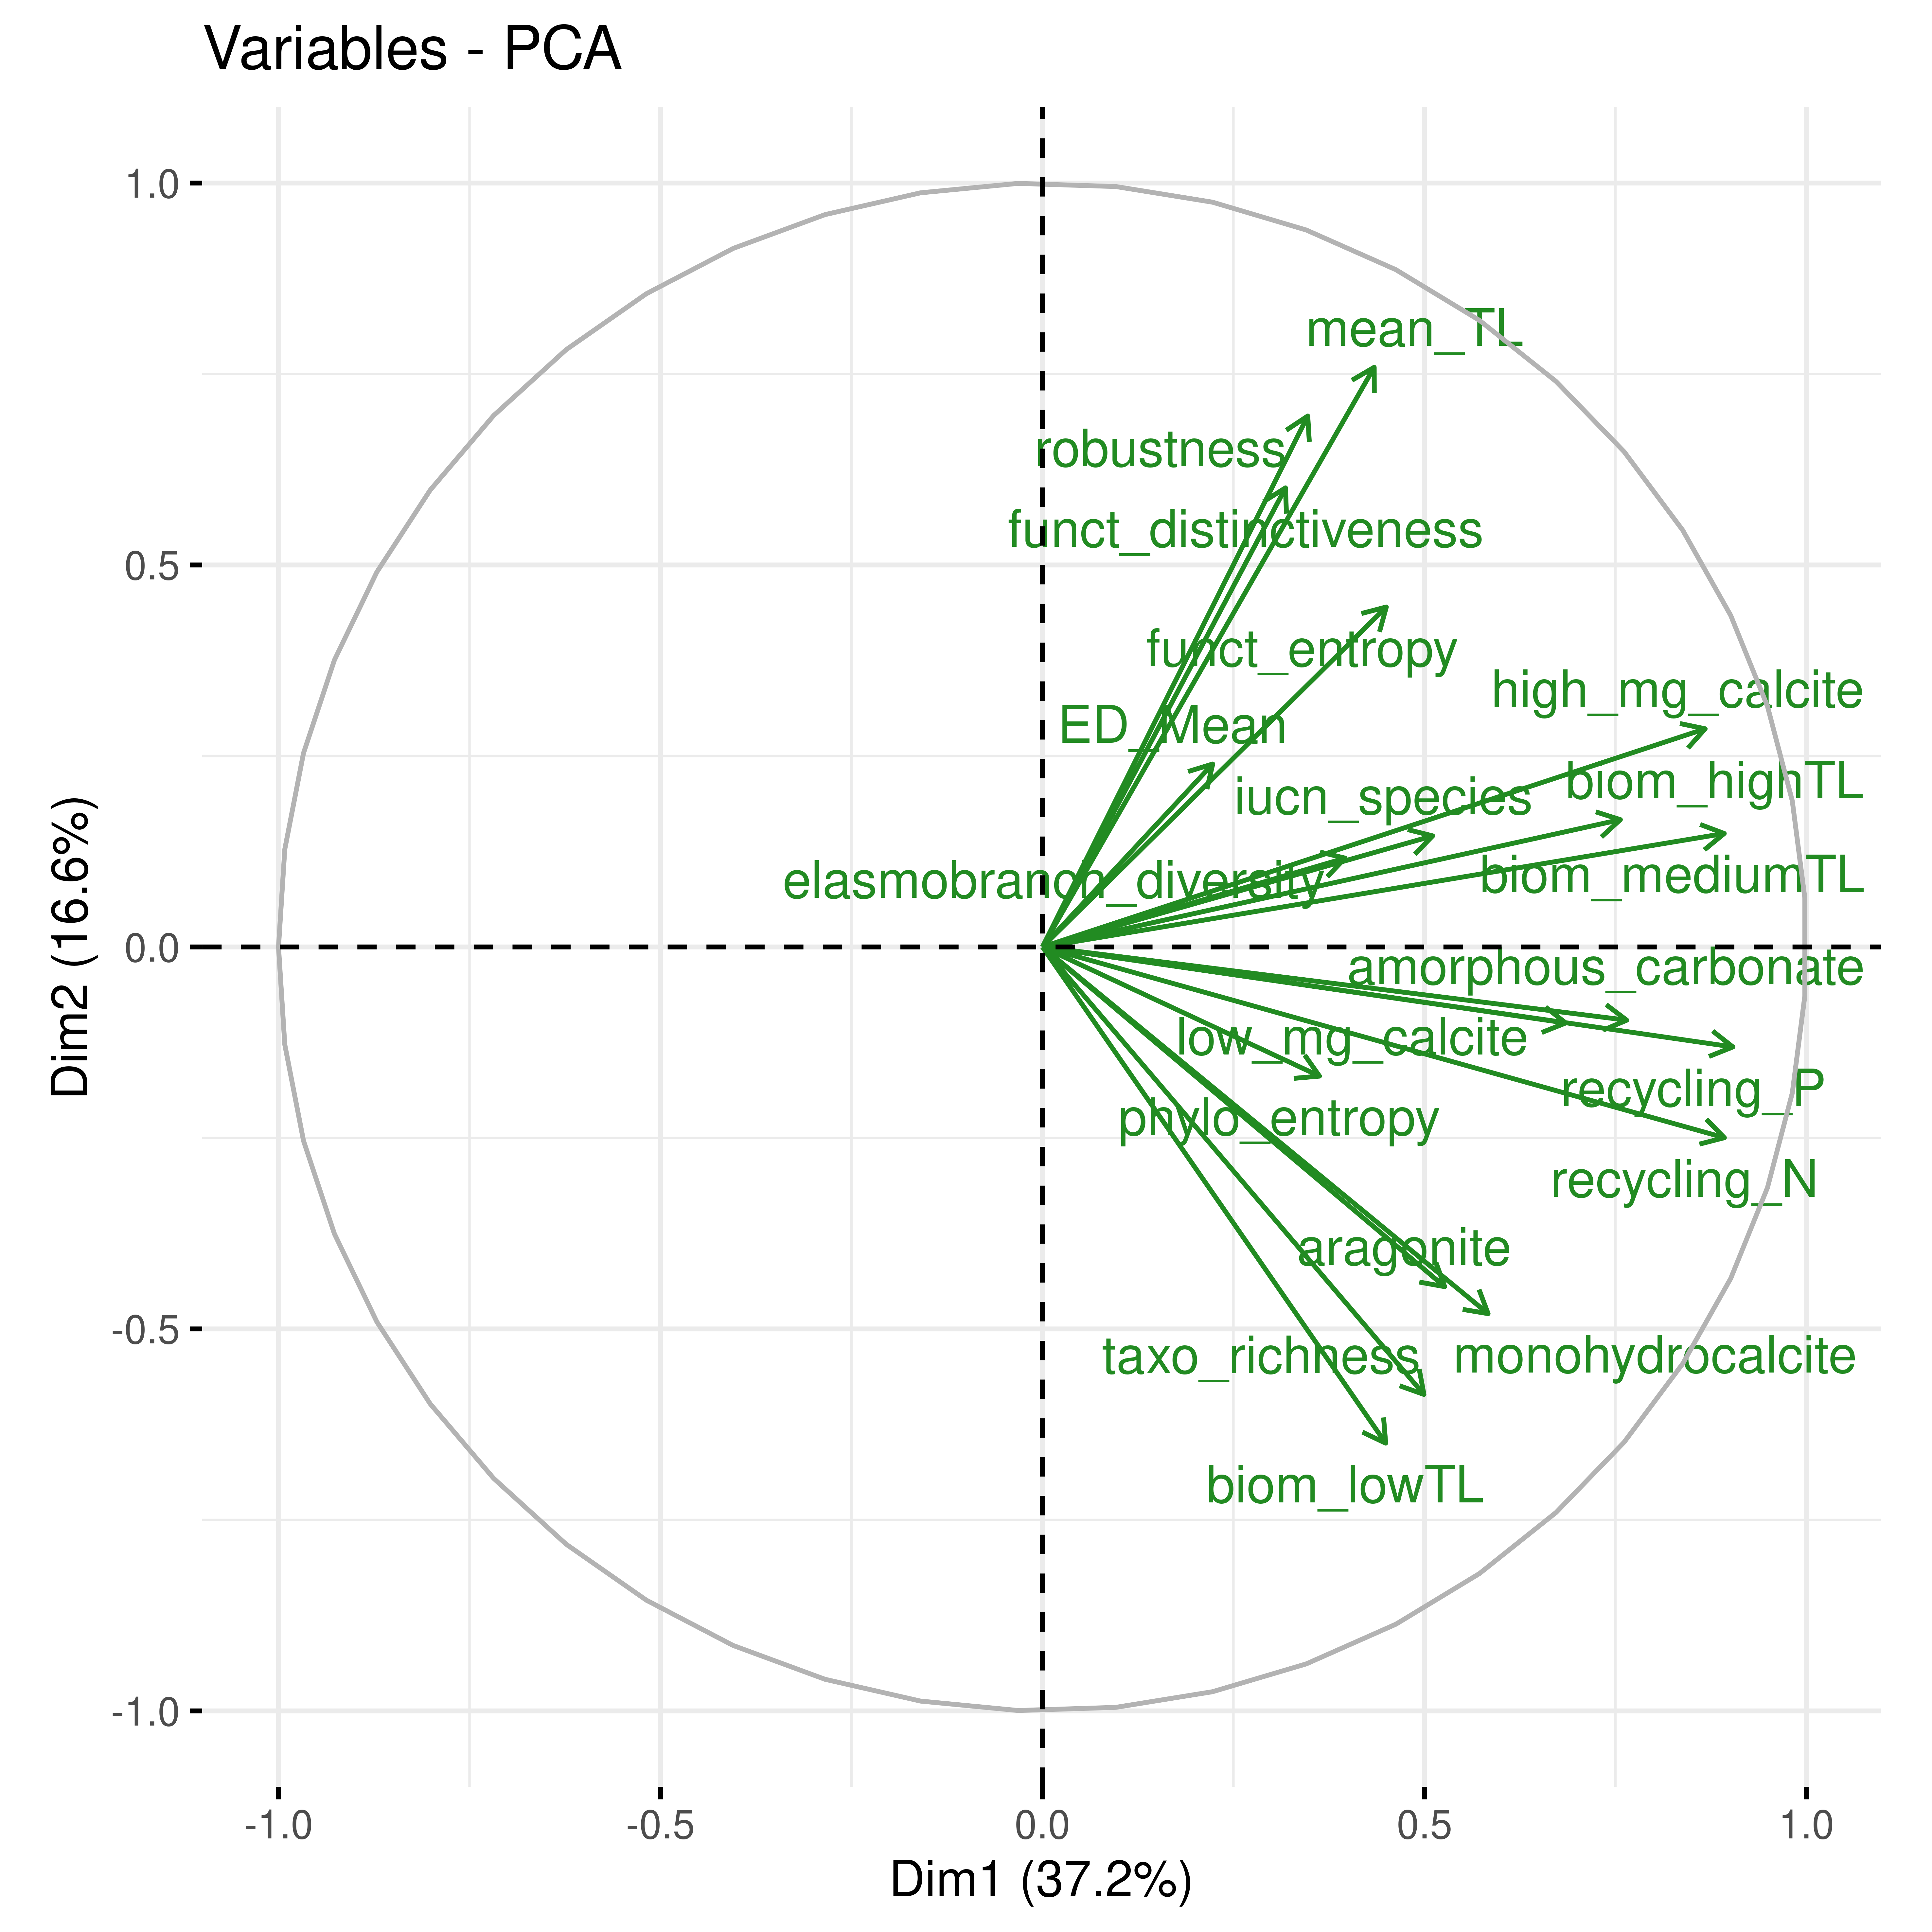 Variables - PCA
1.0
0.5
0.0
-0.5
-1.0
Dim2 (16.6%)
mean_TL
robustness
funct_distinctiveness
funct_entropy
high_mg_calcite
ED_Mean
biom_highTL
iucn_species
elasmobranch_diversity
biom_mediumTL
amorphous_carbonate
low_mg_calcite
recycling_P
phylo_entropy
recycling_N
aragonite
taxo_richness
monohydrocalcite
biom_lowTL
-1.0
-0.5
0.0
0.5
1.0
Dim1 (37.2%)